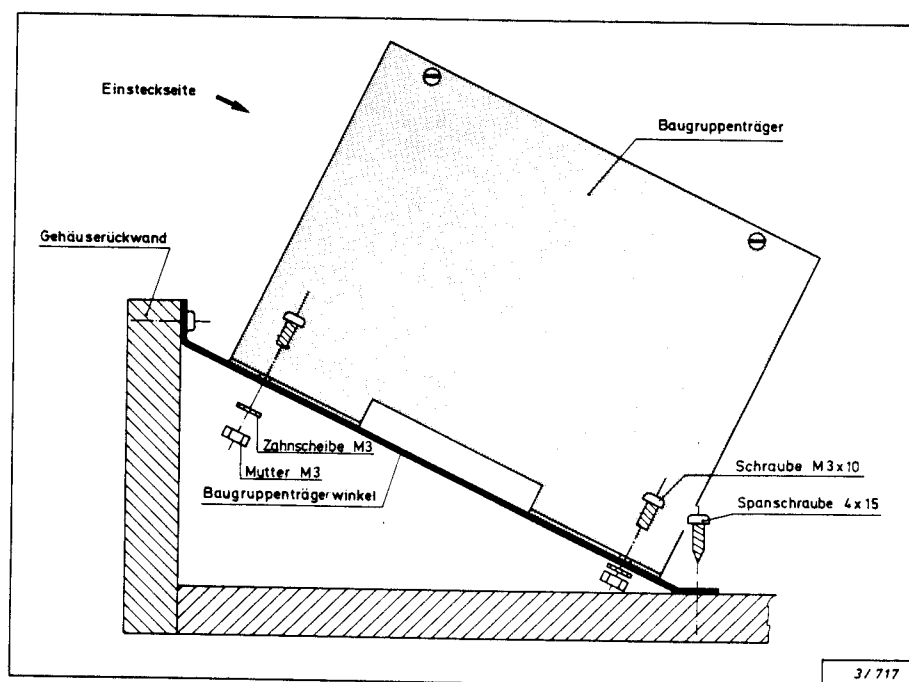 Einsteckseite
Baugruppenträger
Gehäuserückwand
Zahnscheibe M3
Mutter M3
Baugruppenträgerwinkel
Schraube M3x10
Spanschraube 4x15
3/717